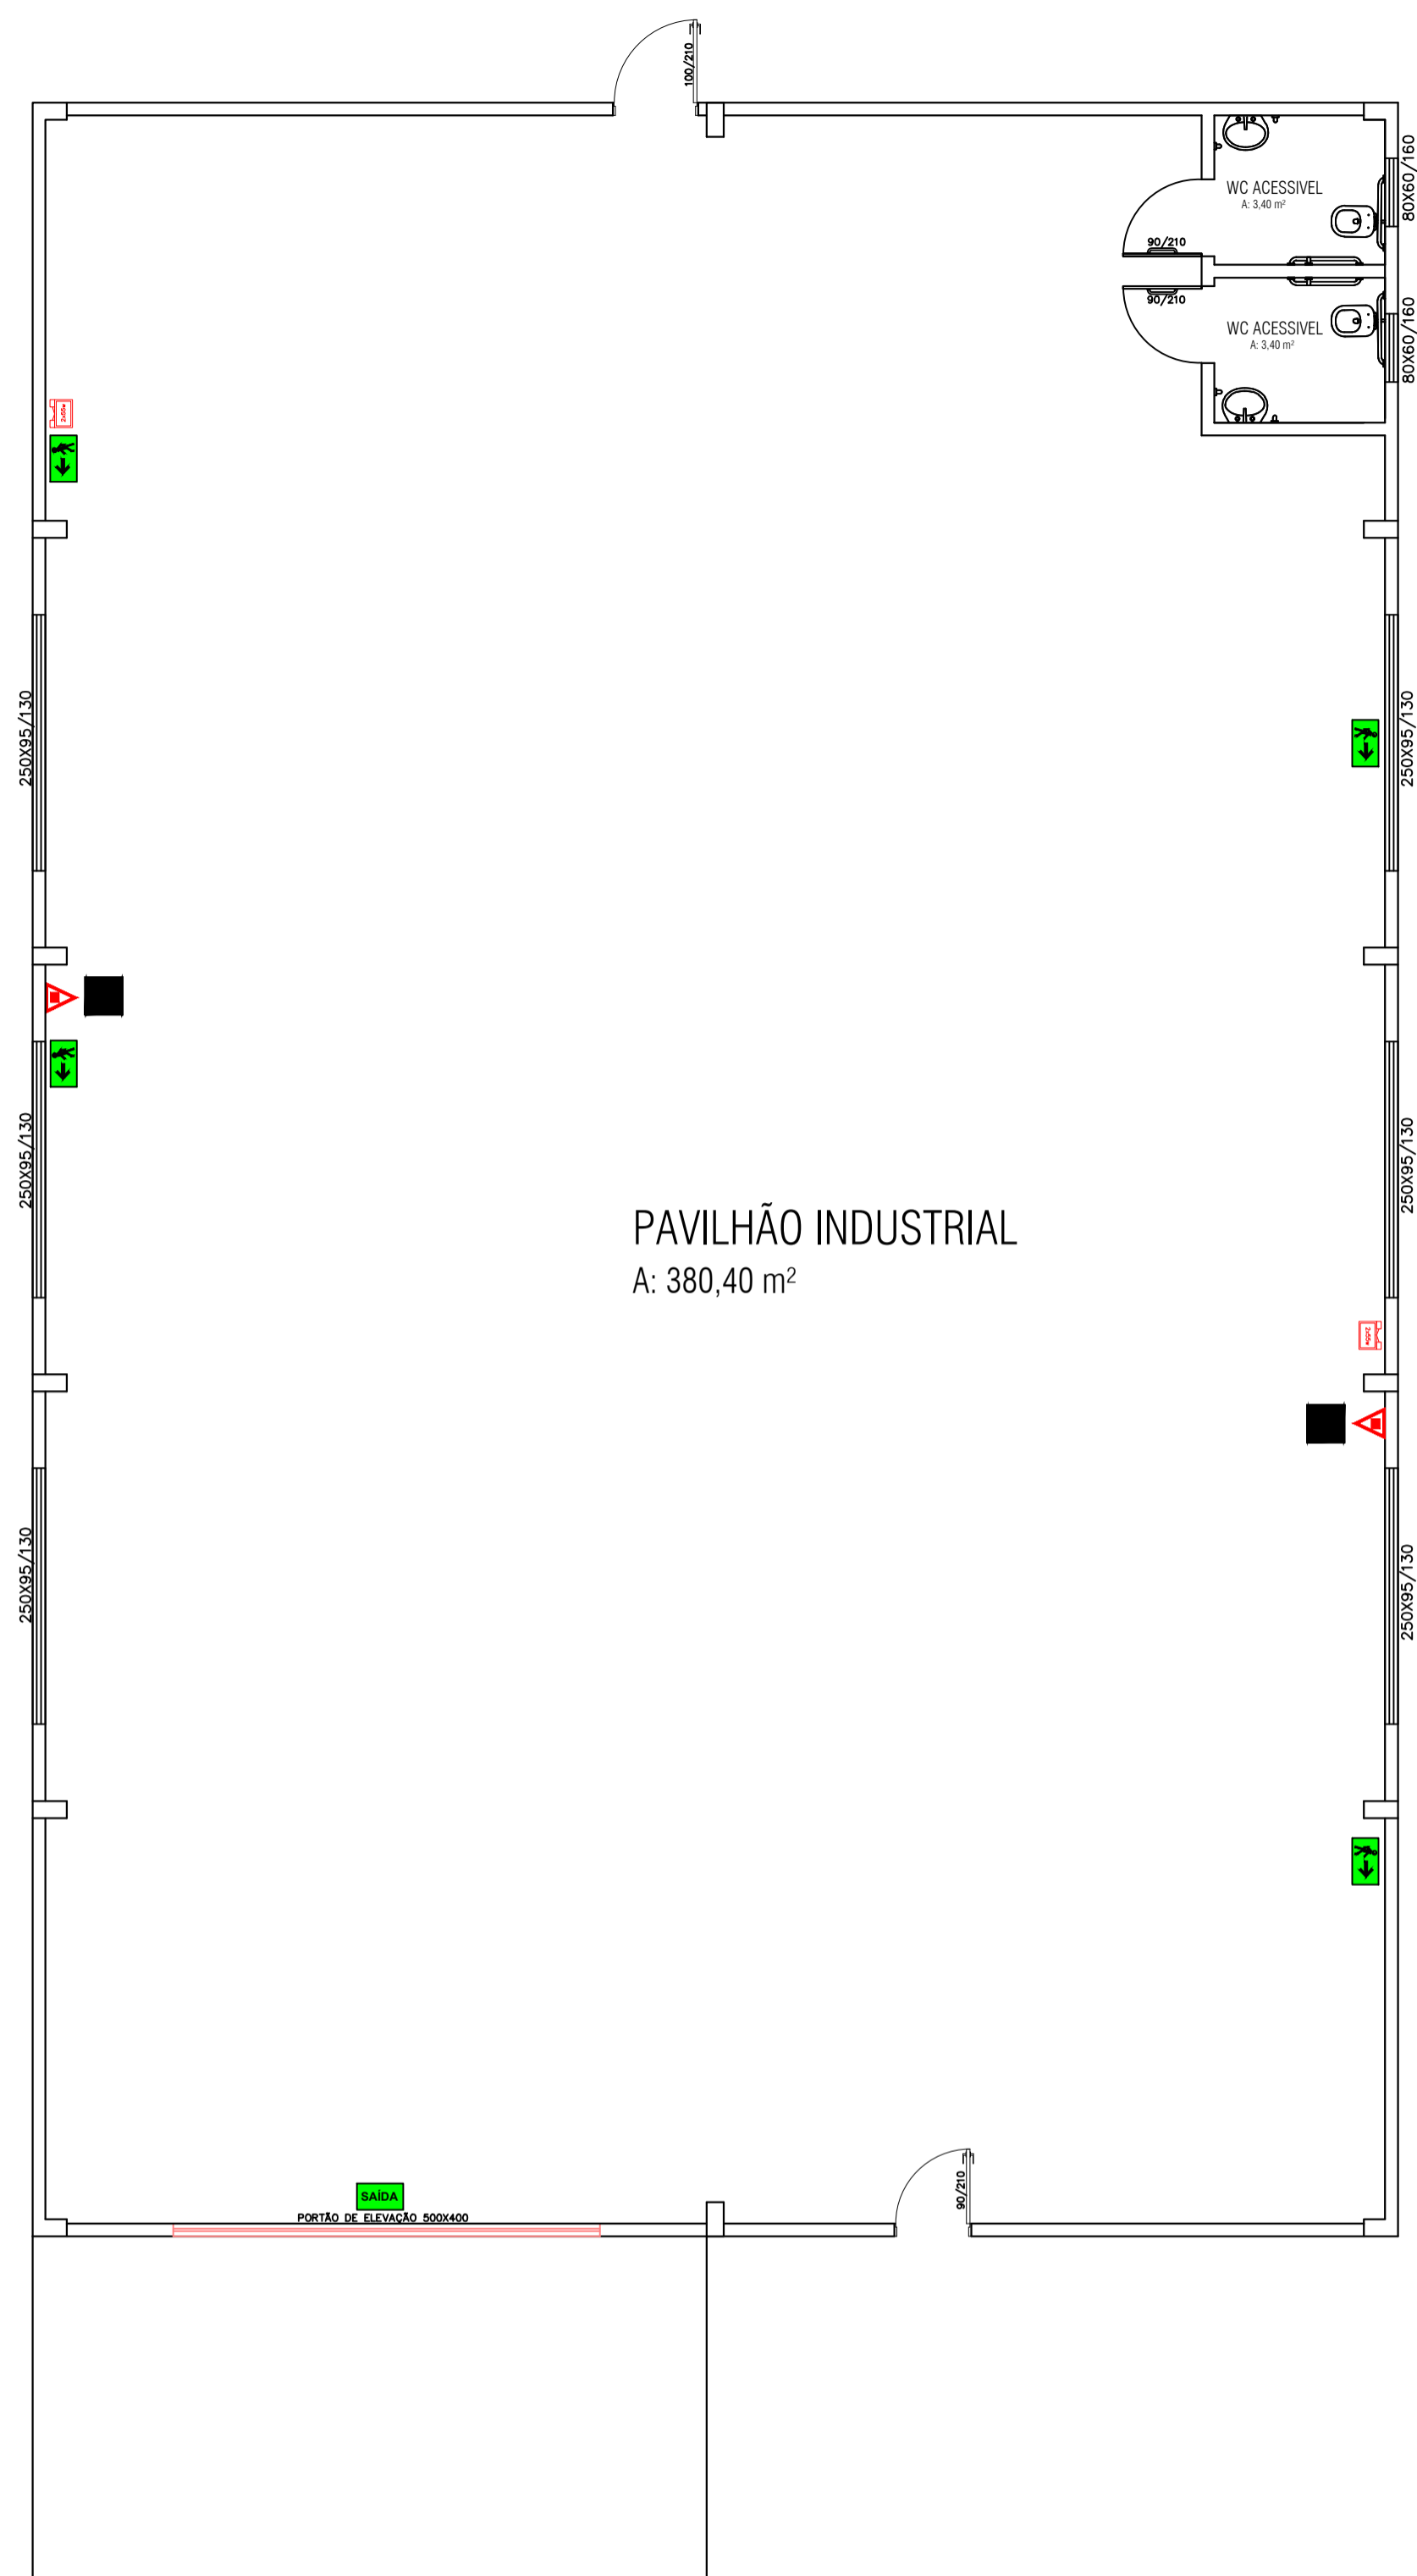 100/210
WC ACESSIVEL
A: 3,40 m²
80X60/160
90/210
90/210
WC ACESSIVEL
A: 3,40 m²
80X60/160
2x55w
250X95/130
250X95/130
250X95/130
250X95/130
PAVILHÃO INDUSTRIAL
A: 380,40 m²
2x55w
250X95/130
250X95/130
90/210
SAÍDA
PORTÃO DE ELEVAÇÃO 500X400